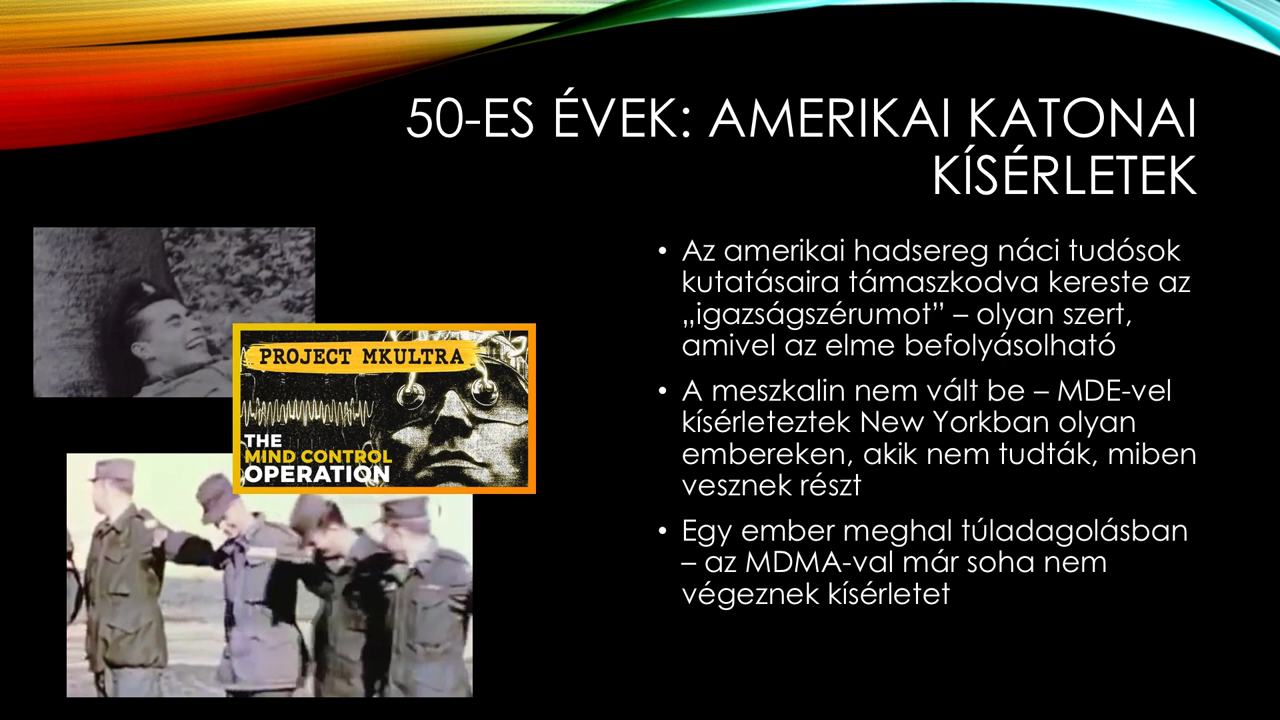 50-ES ÉVEK: AMERIKAI KATONAI
KÍSÉRLETEK
• Az amerikai hadsereg náci tudósok
kutatásaira támaszkodva kereste az
„igazságszérumot” – olyan szert,
amivel az elme befolyásolható
• A meszkalin nem vált be – MDE-vel
kísérleteztek New Yorkban olyan
embereken, akik nem tudták, miben
vesznek részt
• Egy ember meghal túladagolásban
– az MDMA-val már soha nem
végeznek kísérletet
PROJECT MKULTRA
THE
MIND CONTROL
OPERATION